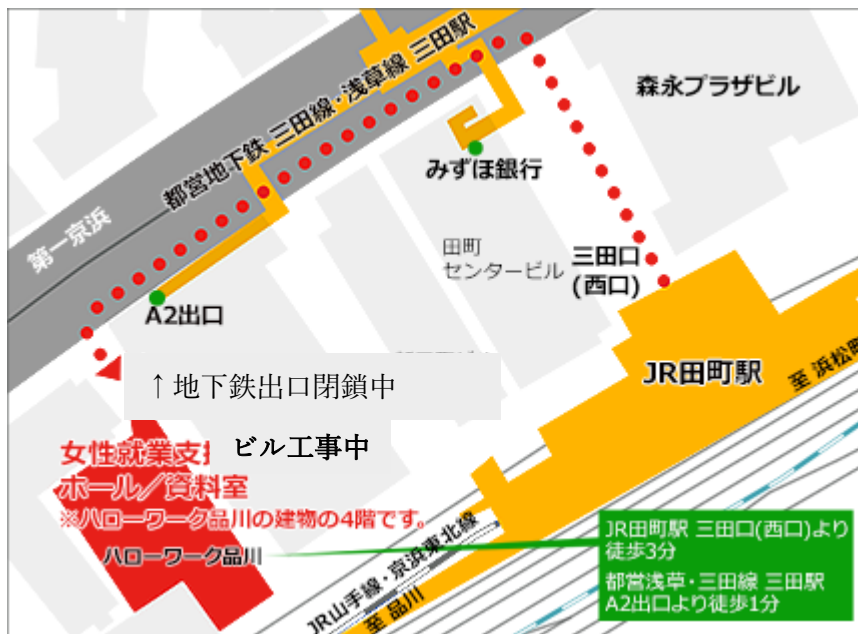 都営地下鉄 三田線・浅草線 三田駅
森永プラザビル
みずほ銀行
第一京浜
田町
センタービル
三田口
(西口)
A2出口
JR田町駅
至 浜松町
↑地下鉄出口閉鎖中
ビル工事中
女性就業支援
ホール/資料室
※ハローワーク品川の建物の4階です。
ハローワーク品川
JR山手線・京浜東北線
至 品川
JR田町駅 三田口(西口)より
徒歩3分
都営浅草・三田線 三田駅
A2出口より徒歩1分